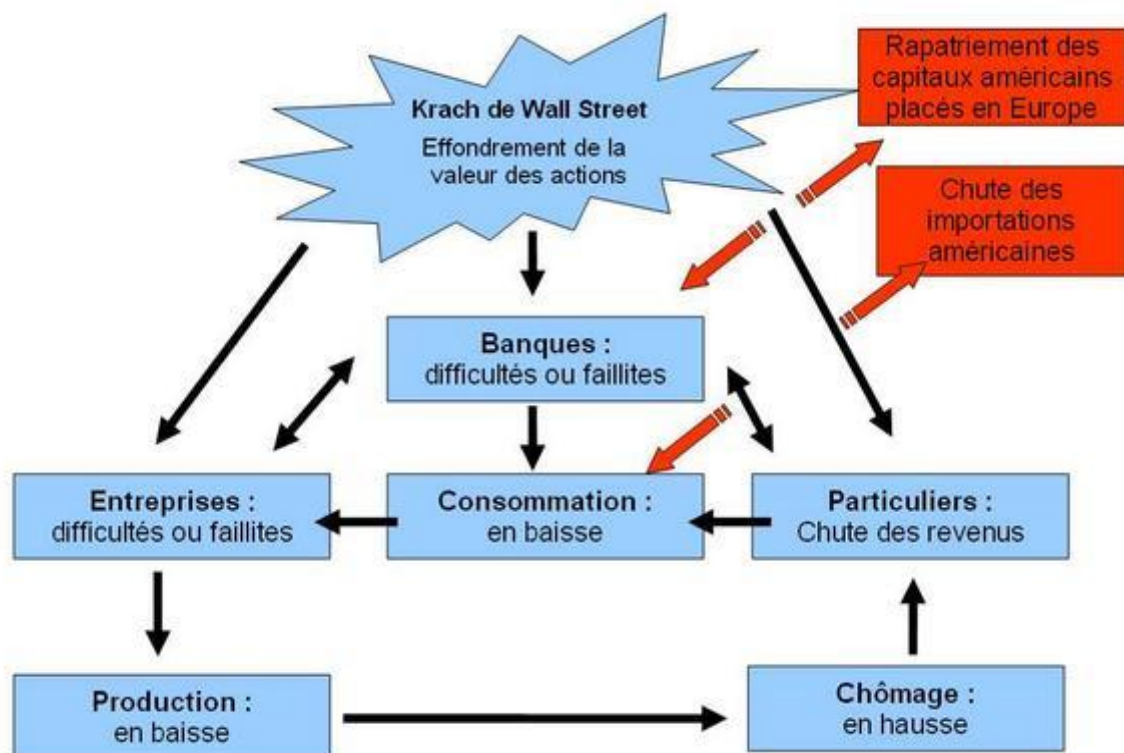 Krach de Wall Street
Effondrement de la
valeur des actions
Rapatriement des
capitaux américains
placés en Europe
Chute des
importations
américaines
Banques :
difficultés ou faillites
Entreprises :
difficultés ou faillites
Consommation :
en baisse
Particuliers :
Chute des revenus
Production :
en baisse
Chômage :
en hausse